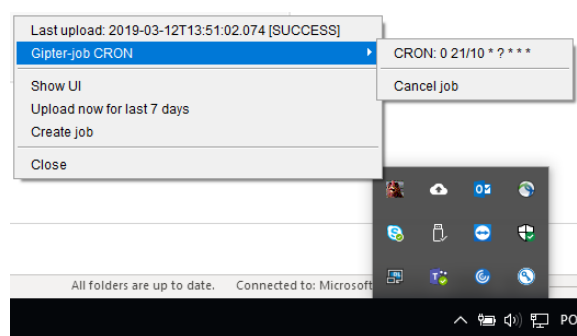 Last upload: 2019-03-12T13:51:02.074 [SUCCESS]
Gipter-job CRON
CRON: 0 21/10 * ? * * *
Show UI
Cancel job
Upload now for last 7 days
Create job
Close
All folders are up to date. Connected to: Microsoft
PO